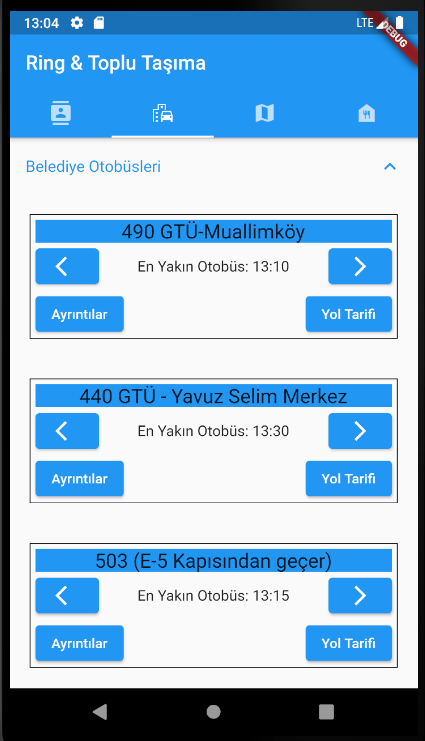 13:04
LTE
DEBUG
Ring & Toplu Taşıma
Belediye Otobüsleri
490 GTÜ-Muallimköy
En Yakın Otobüs: 13:10
Ayrıntılar
Yol Tarifi
440 GTÜ - Yavuz Selim Merkez
En Yakın Otobüs: 13:30
Ayrıntılar
Yol Tarifi
503 (E-5 Kapısından geçer)
En Yakın Otobüs: 13:15
Ayrıntılar
Yol Tarifi